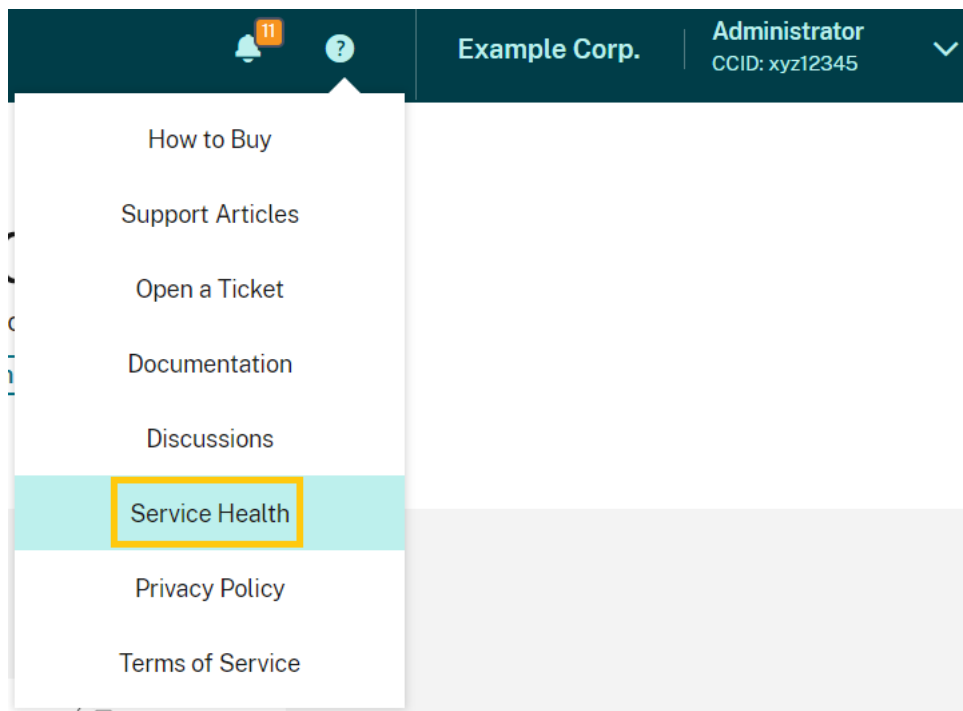 11
?
Example Corp.
Administrator
CCID: xyz12345
How to Buy
Support Articles
Open a Ticket
Documentation
Discussions
Service Health
Privacy Policy
Terms of Service